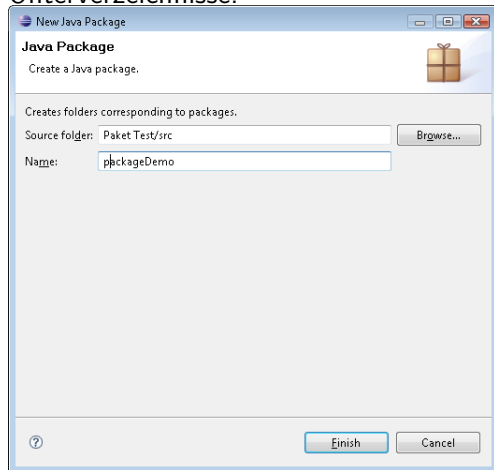 Unterverzeichnisse.
New Java Package
Java Package
Create a Java package.
Creates folders corresponding to packages.
Source folder: Paket Test/src Browse...
Name: packageDemo
Finish Cancel